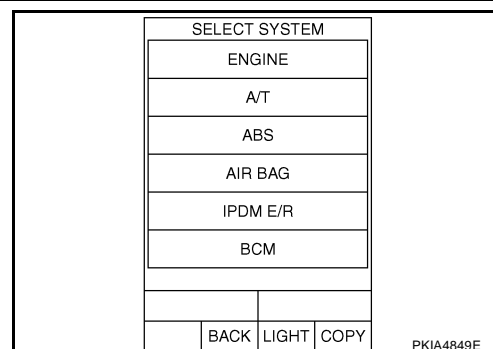 SELECT SYSTEM
ENGINE
A/T
ABS
AIR BAG
IPDM E/R
BCM
BACK LIGHT COPY
PKIA4849E